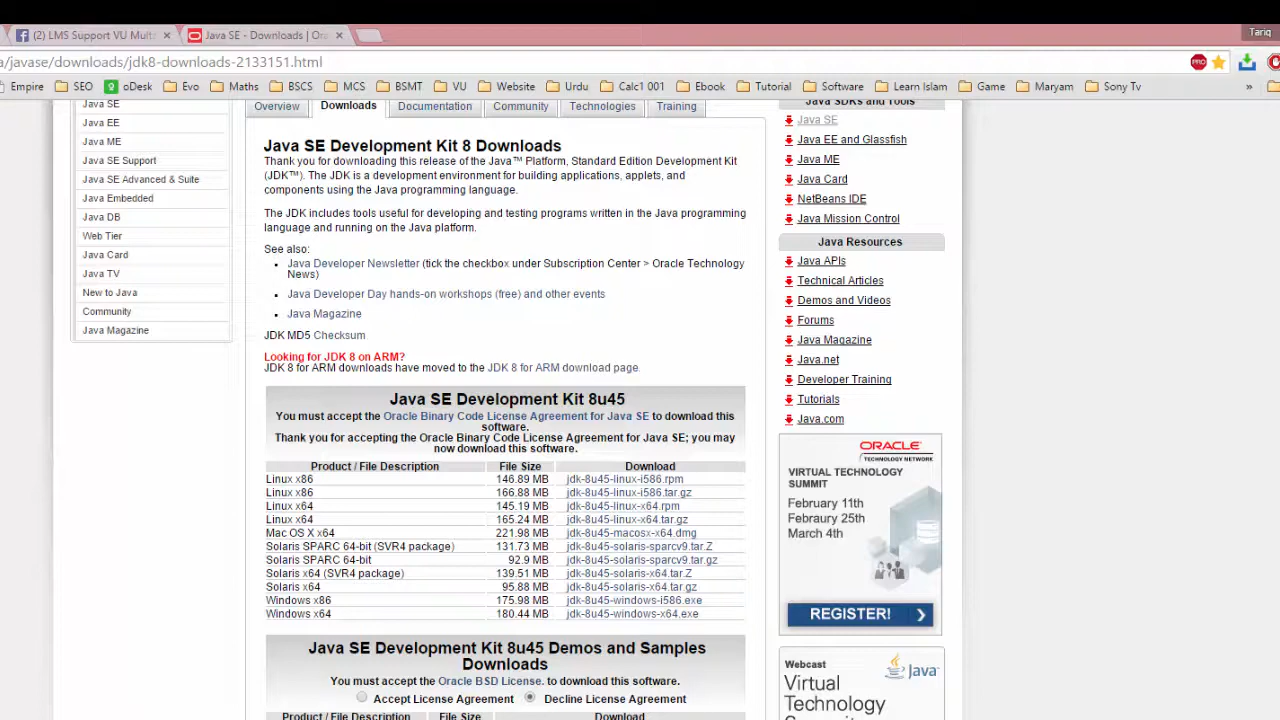 (2) LMS Support VU Mult
Java SE - Downloads | Ora
Tariq
a/javase/downloads/jdk8-downloads-2133151.html
PRO
Empire
SEO
oDesk
Evo
Maths
BSCS
MCS
BSMT
VU
Website
Urdu
Calc1 001
Ebook
Tutorial
Software
Learn Islam
Game
Maryam
Sony Tv
»
Java SE
Java EE
Java ME
Java SE Support
Java SE Advanced & Suite
Java Embedded
Java DB
Web Tier
Java Card
Java TV
New to Java
Community
Java Magazine
Overview
Downloads
Documentation
Community
Technologies
Training
Java SE Development Kit 8 Downloads
Thank you for downloading this release of the Java™ Platform, Standard Edition Development Kit
(JDK™). The JDK is a development environment for building applications, applets, and
components using the Java programming language.
The JDK includes tools useful for developing and testing programs written in the Java programming
language and running on the Java platform.
See also:
Java Developer Newsletter (tick the checkbox under Subscription Center > Oracle Technology
News)
Java Developer Day hands-on workshops (free) and other events
Java Magazine
JDK MD5 Checksum
Looking for JDK 8 on ARM?
JDK 8 for ARM downloads have moved to the JDK 8 for ARM download page.
Java SE Development Kit 8u45
You must accept the Oracle Binary Code License Agreement for Java SE to download this
software.
Thank you for accepting the Oracle Binary Code License Agreement for Java SE; you may
now download this software.
Product / File Description File Size Download
Linux x86 146.89 MB jdk-8u45-linux-i586.rpm
Linux x86 166.88 MB jdk-8u45-linux-i586.tar.gz
Linux x64 145.19 MB jdk-8u45-linux-x64.rpm
Linux x64 165.24 MB jdk-8u45-linux-x64.tar.gz
Mac OS X x64 221.98 MB jdk-8u45-macosx-x64.dmg
Solaris SPARC 64-bit (SVR4 package) 131.73 MB jdk-8u45-solaris-sparcv9.tar.Z
Solaris SPARC 64-bit 92.9 MB jdk-8u45-solaris-sparcv9.tar.gz
Solaris x64 (SVR4 package) 139.51 MB jdk-8u45-solaris-x64.tar.Z
Solaris x64 95.88 MB jdk-8u45-solaris-x64.tar.gz
Windows x86 175.98 MB jdk-8u45-windows-i586.exe
Windows x64 180.44 MB jdk-8u45-windows-x64.exe
Java SE Development Kit 8u45 Demos and Samples
Downloads
You must accept the Oracle BSD License. to download this software.
Accept License Agreement Decline License Agreement
Product / File Description File Size Download
Java SDKs and Tools
Java SE
Java EE and Glassfish
Java ME
Java Card
NetBeans IDE
Java Mission Control
Java Resources
Java APIs
Technical Articles
Demos and Videos
Forums
Java Magazine
Java.net
Developer Training
Tutorials
Java.com
ORACLE
TECHNOLOGY NETWORK
VIRTUAL TECHNOLOGY
SUMMIT
February 11th
Febraury 25th
March 4th
REGISTER!
Webcast
Java
Virtual
Technology